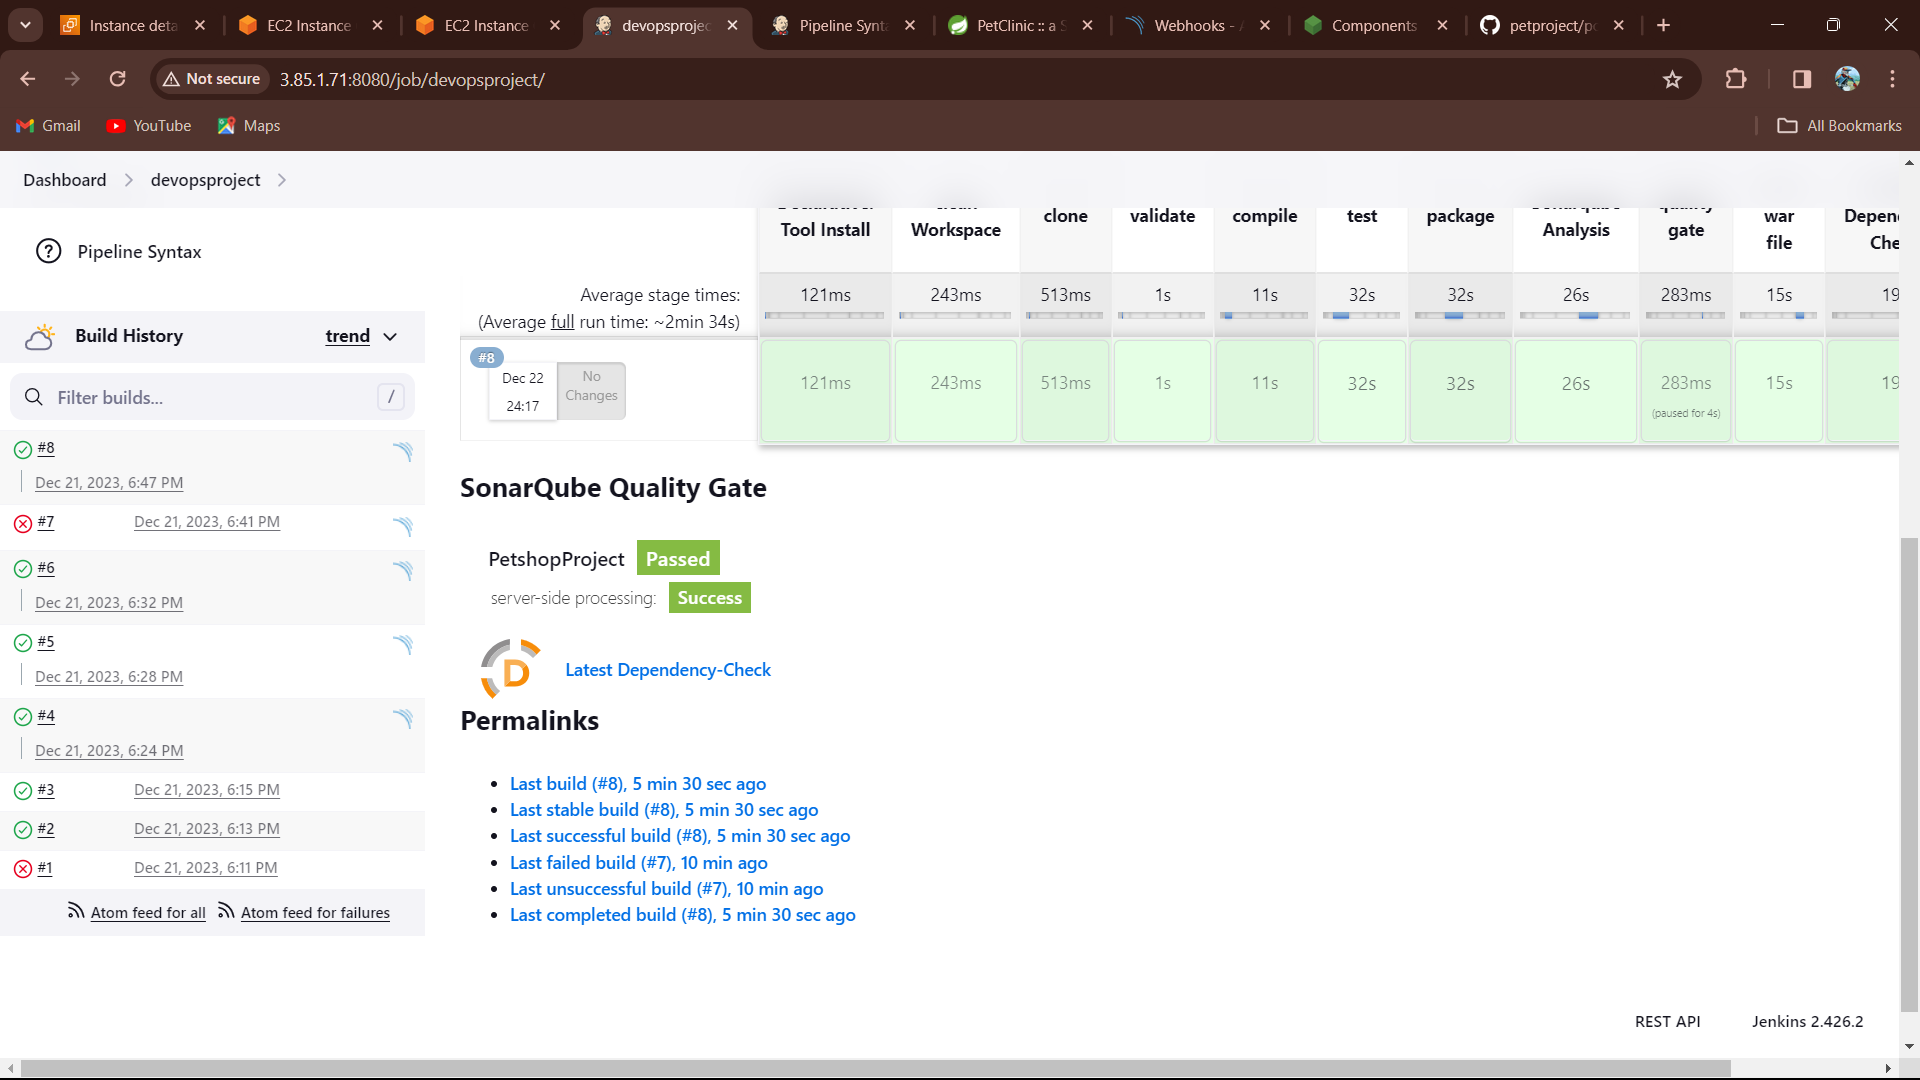 Instance deta
EC2 Instance
EC2 Instance
devopsprojec
Pipeline Synta
PetClinic :: a S
Webhooks - A
Components
petproject/po
Not secure
3.85.1.71:8080/job/devopsproject/
Gmail
YouTube
Maps
All Bookmarks
Dashboard
devopsproject
Pipeline Syntax
Build History
trend
Filter builds...
/
#8
Dec 21, 2023, 6:47 PM
#7 Dec 21, 2023, 6:41 PM
#6
Dec 21, 2023, 6:32 PM
#5
Dec 21, 2023, 6:28 PM
#4
Dec 21, 2023, 6:24 PM
#3 Dec 21, 2023, 6:15 PM
#2 Dec 21, 2023, 6:13 PM
#1 Dec 21, 2023, 6:11 PM
Atom feed for all
Atom feed for failures
Tool Install
Workspace
clone
validate
compile
test
package
Analysis
gate
war
file
Depend
Che
Average stage times:
(Average full run time: ~2min 34s)
121ms 243ms 513ms 1s 11s 32s 32s 26s 283ms 15s 19
#8
Dec 22
24:17
No
Changes
121ms 243ms 513ms 1s 11s 32s 32s 26s 283ms 15s 19
(paused for 4s)
SonarQube Quality Gate
PetshopProject Passed
server-side processing: Success
D
Latest Dependency-Check
Permalinks
Last build (#8), 5 min 30 sec ago
Last stable build (#8), 5 min 30 sec ago
Last successful build (#8), 5 min 30 sec ago
Last failed build (#7), 10 min ago
Last unsuccessful build (#7), 10 min ago
Last completed build (#8), 5 min 30 sec ago
REST API
Jenkins 2.426.2